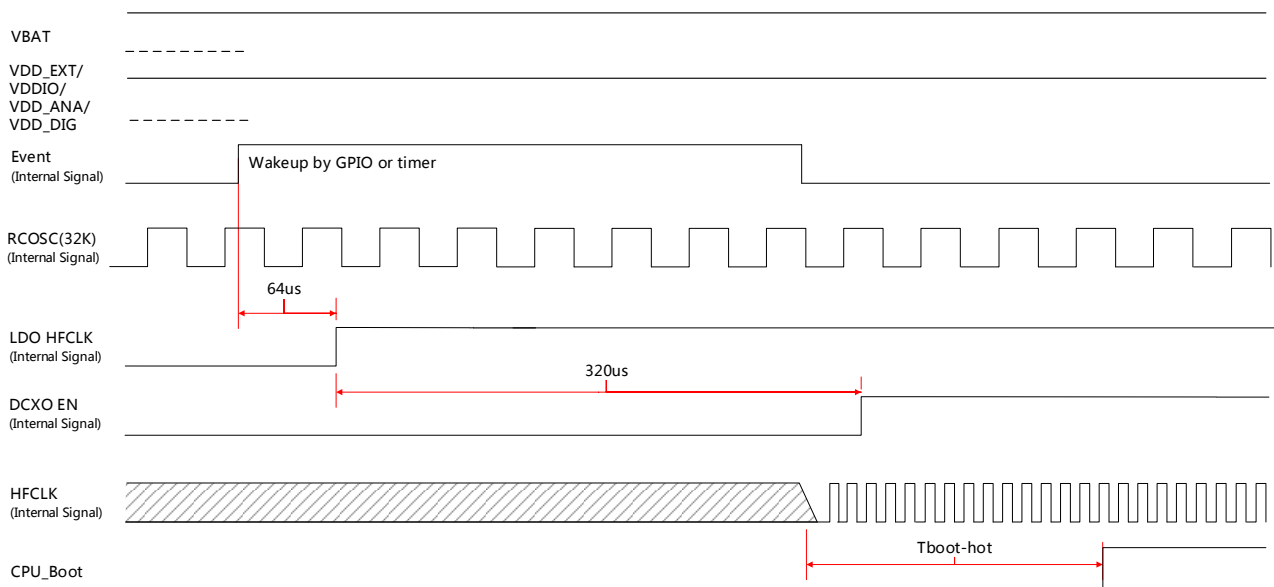 VBAT
VDD_EXT/
VDDIO/
VDD_ANA/
VDD_DIG
Event
(Internal Signal)
Wakeup by GPIO or timer
RCOSC(32K)
(Internal Signal)
64us
LDO HFCLK
(Internal Signal)
320us
DCXO EN
(Internal Signal)
HFCLK
(Internal Signal)
Tboot-hot
CPU_Boot